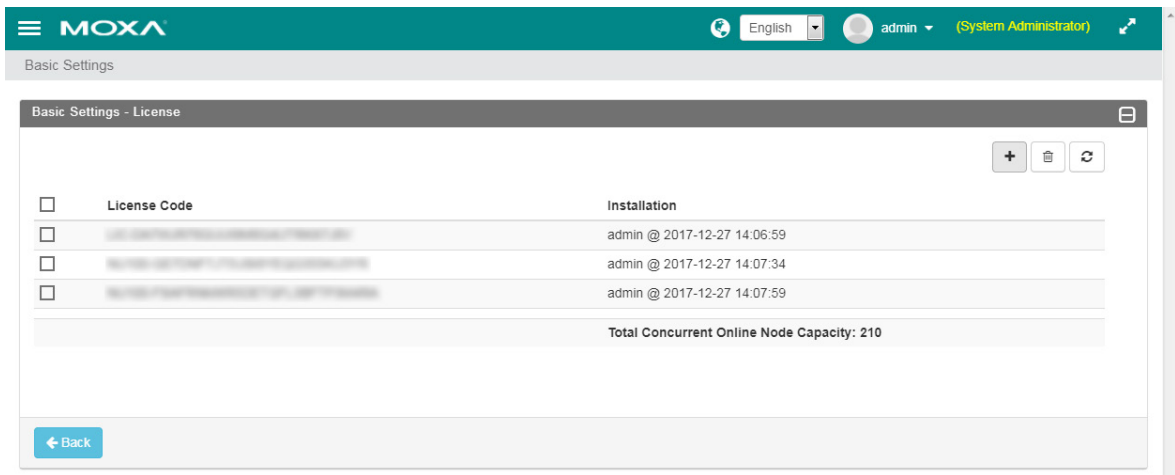 MOXA English admin (System Administrator)
Basic Settings
Basic Settings - License
License Code Installation
admin @ 2017-12-27 14:06:59
admin @ 2017-12-27 14:07:34
admin @ 2017-12-27 14:07:59
Total Concurrent Online Node Capacity: 210
Back